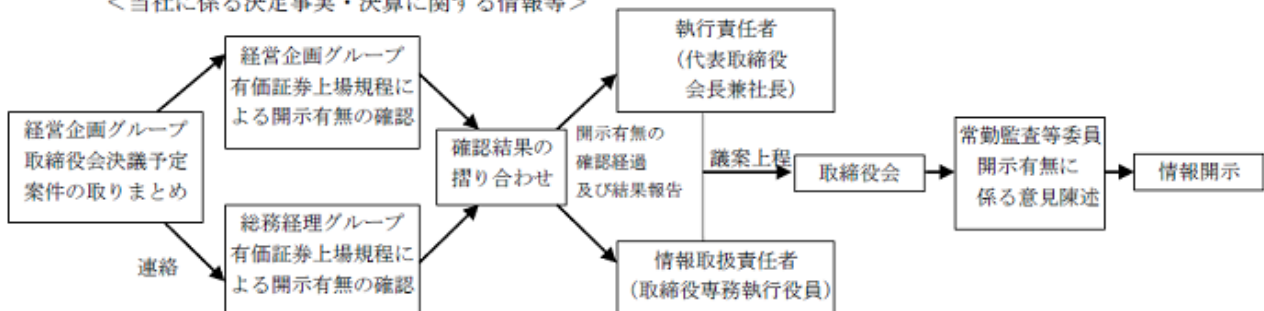 ＜当社に係る決定事実・決算に関する情報等＞
経営企画グループ
取締役会決議予定
案件の取りまとめ
連絡
経営企画グループ
有価証券上場規程に
よる開示有無の確認
総務経理グループ
有価証券上場規程に
よる開示有無の確認
確認結果の
摺り合わせ
開示有無の
確認経過
及び結果報告
執行責任者
（代表取締役
会長兼社長）
情報取扱責任者
（取締役専務執行役員）
議案上程
取締役会
常勤監査等委員
開示有無に
係る意見陳述
情報開示